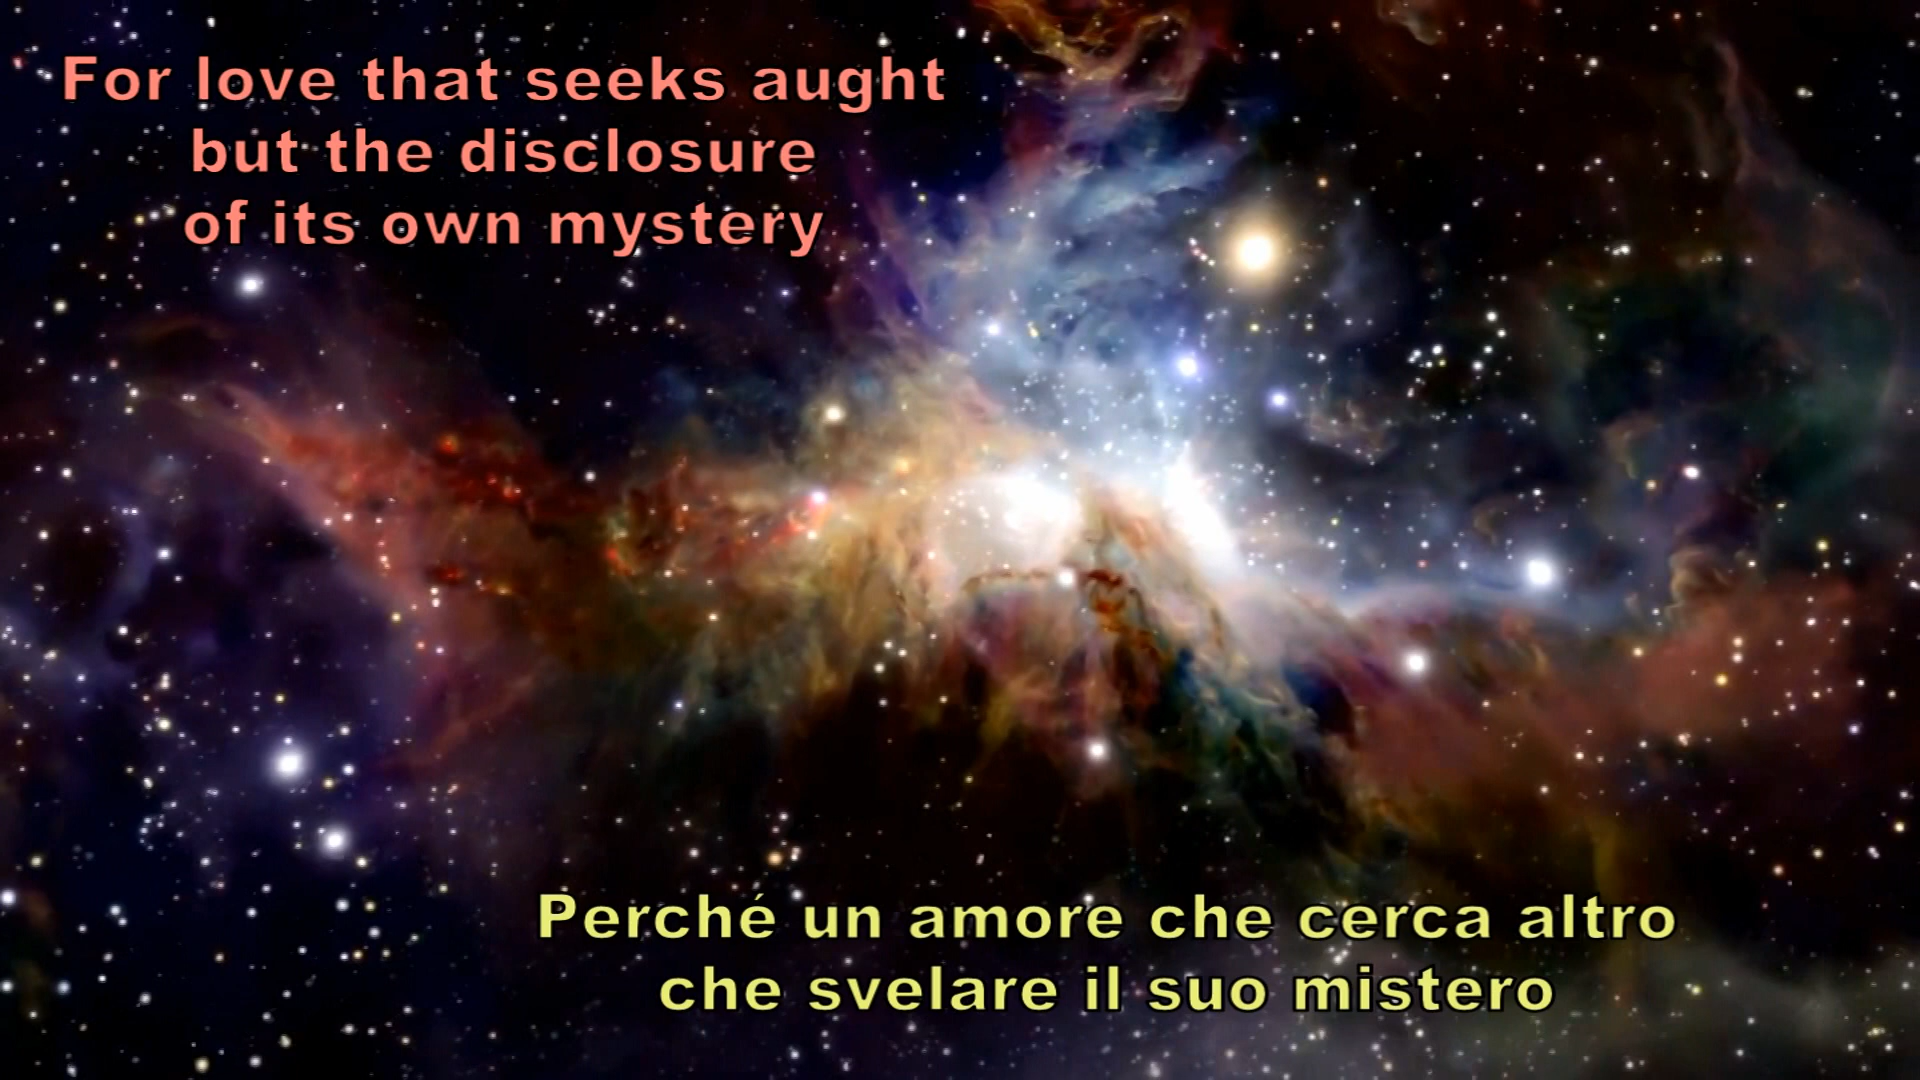 For love that seeks aught
but the disclosure
of its own mystery
Perché un amore che cerca altro
che svelare il suo mistero